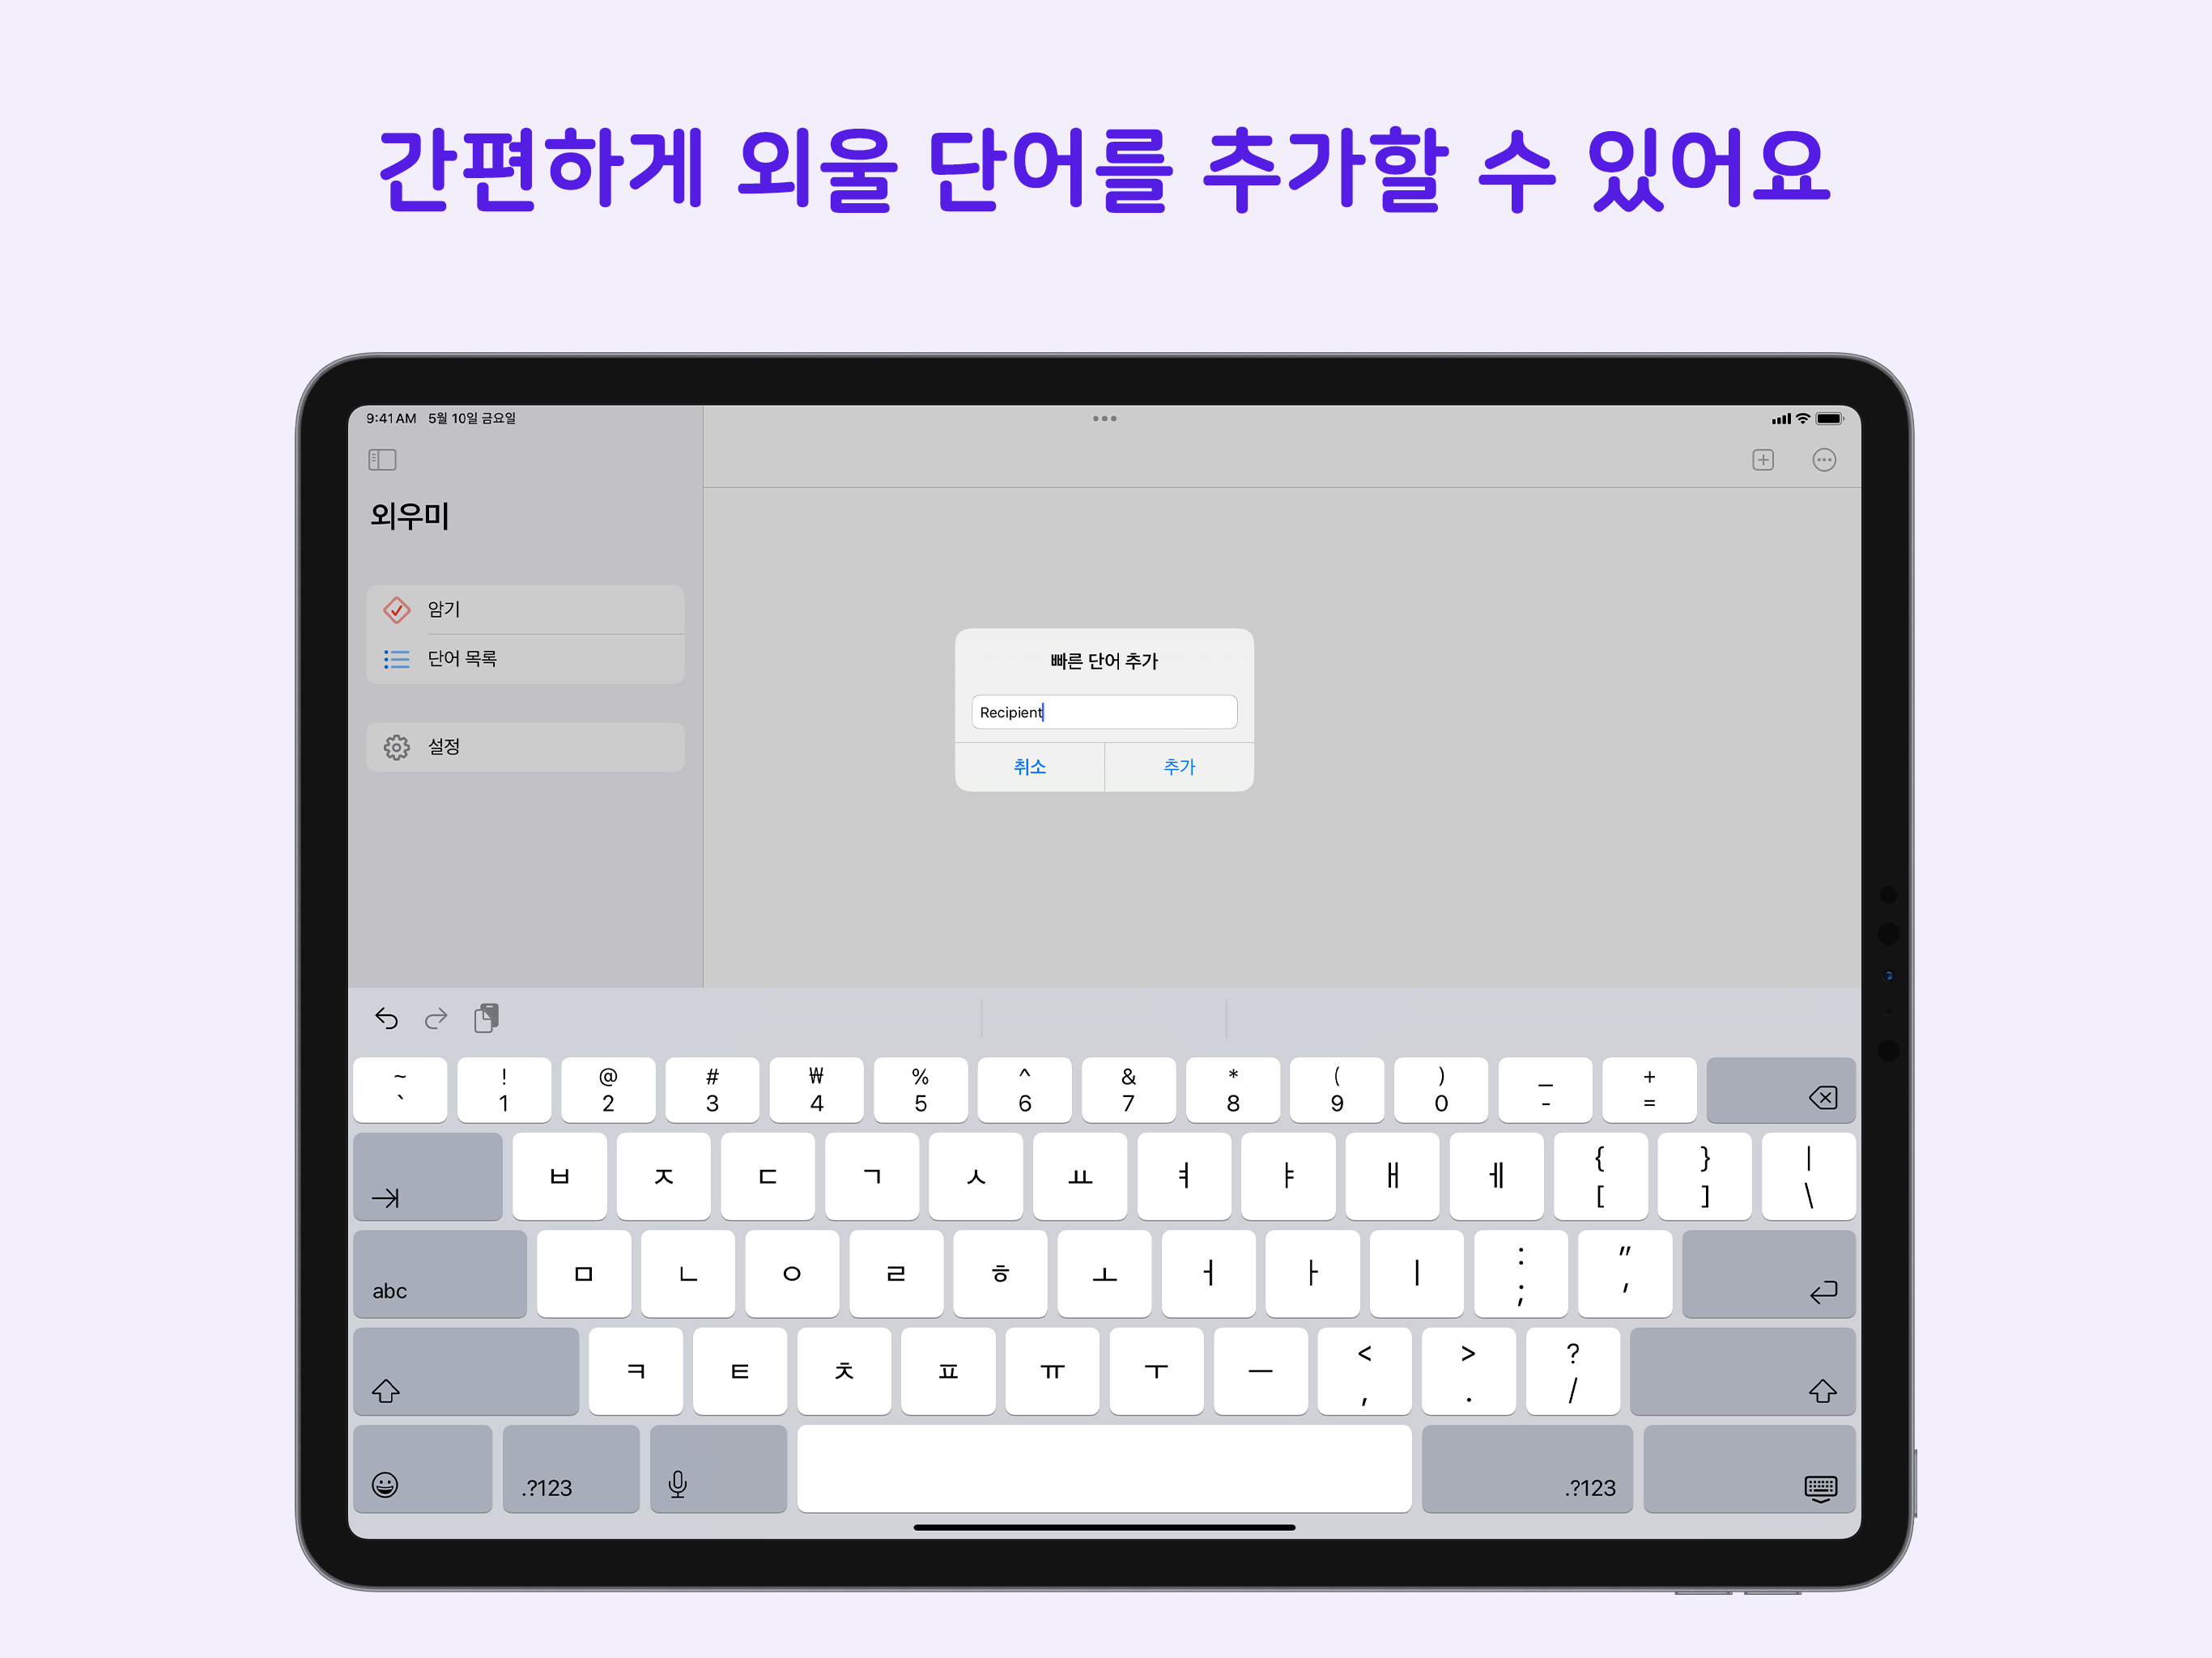 간편하게 외울 단어를 추가할 수 있어요
9:41 AM 5월 10일 금요일
외우미
암기
단어 목록
설정
빠른 단어 추가
Recipient
취소 추가
~ ! @ # ₩ % ^ & * ( ) _ +
` 1 2 3 4 5 6 7 8 9 0 - =
ㅂ ㅈ ㄷ ㄱ ㅅ ㅛ ㅕ ㅑ ㅐ ㅔ { } |
[ ] \
abc ㅁ ㄴ ㅇ ㄹ ㅎ ㅗ ㅓ ㅏ ㅣ : "
; '
ㅋ ㅌ ㅊ ㅍ ㅠ ㅜ ㅡ < > ?
, . /
.?123 .?123